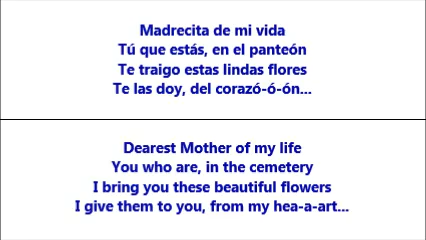 Madrecita de mi vida
Tú que estás, en el panteón
Te traigo estas lindas flores
Te las doy, del corazó-ó-ón...
Dearest Mother of my life
You who are, in the cemetery
I bring you these beautiful flowers
I give them to you, from my hea-a-art...